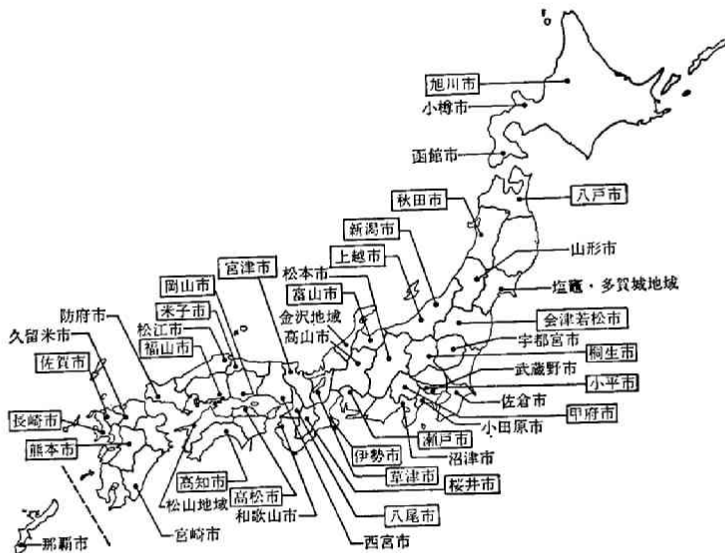 旭川市
小樽市
函館市
八戸市
秋田市
新潟市
上越市
山形市
宮津市
松本市
岡山市
富山市
塩竈・多賀城地域
米子市
金沢地域
会津若松市
防府市
松江市
高山市
宇都宮市
久留米市
福山市
桐生市
佐賀市
武蔵野市
小平市
佐倉市
長崎市
甲府市
小田原市
瀬戸市
熊本市
伊勢市
沼津市
高知市
草津市
高松市
桜井市
松山地域
和歌山市
八尾市
宮崎市
西宮市
那覇市